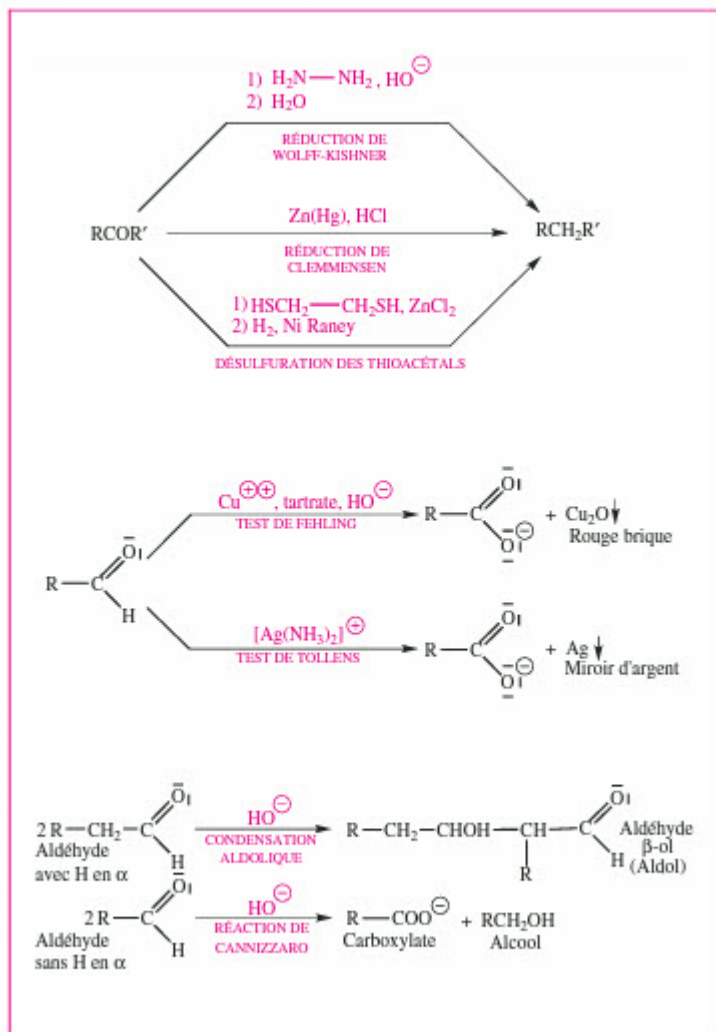 1) H₂N—NH₂ , HO⊖
2) H₂O
RÉDUCTION DE
WOLFF-KISHNER
RCOR′
Zn(Hg), HCl
RÉDUCTION DE
CLEMMENSEN
RCH₂R′
1) HSCH₂—CH₂SH, ZnCl₂
2) H₂, Ni Raney
DÉSULFURATION DES THIOACÉTALS
R—C
O
H
Cu⊕⊕, tartrate, HO⊖
TEST DE FEHLING
R—C
O
O⊖
+ Cu₂O↓
Rouge brique
[Ag(NH₃)₂]⊕
TEST DE TOLLENS
R—C
O
O⊖
+ Ag↓
Miroir d'argent
2 R—CH₂—C
O
H
Aldéhyde
avec H en α
HO⊖
CONDENSATION
ALDOLIQUE
R—CH₂—CHOH—CH—C
R
O
H
Aldéhyde
β-ol
(Aldol)
2 R—C
O
H
Aldéhyde
sans H en α
HO⊖
RÉACTION DE
CANNIZZARO
R—COO⊖
Carboxylate
+ RCH₂OH
Alcool